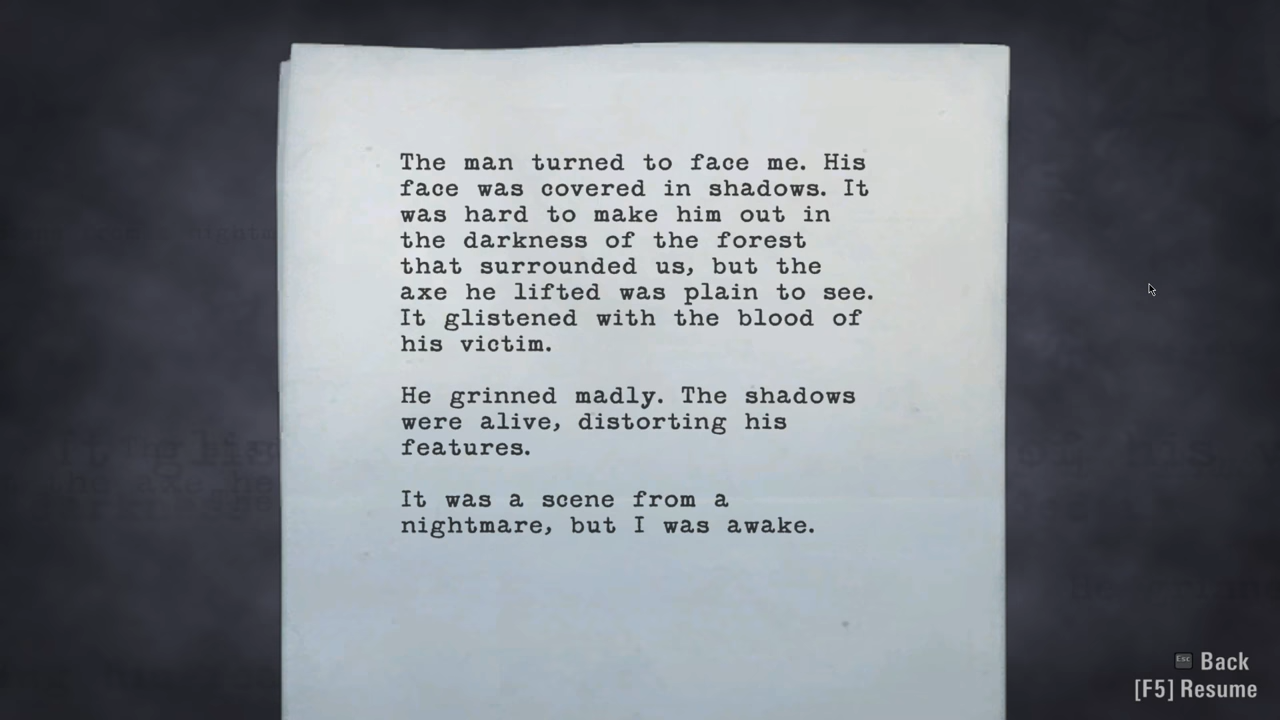 The man turned to face me. His
face was covered in shadows. It
was hard to make him out in
the darkness of the forest
that surrounded us, but the
axe he lifted was plain to see.
It glistened with the blood of
his victim.
He grinned madly. The shadows
were alive, distorting his
features.
It was a scene from a
nightmare, but I was awake.
Esc Back
[F5] Resume